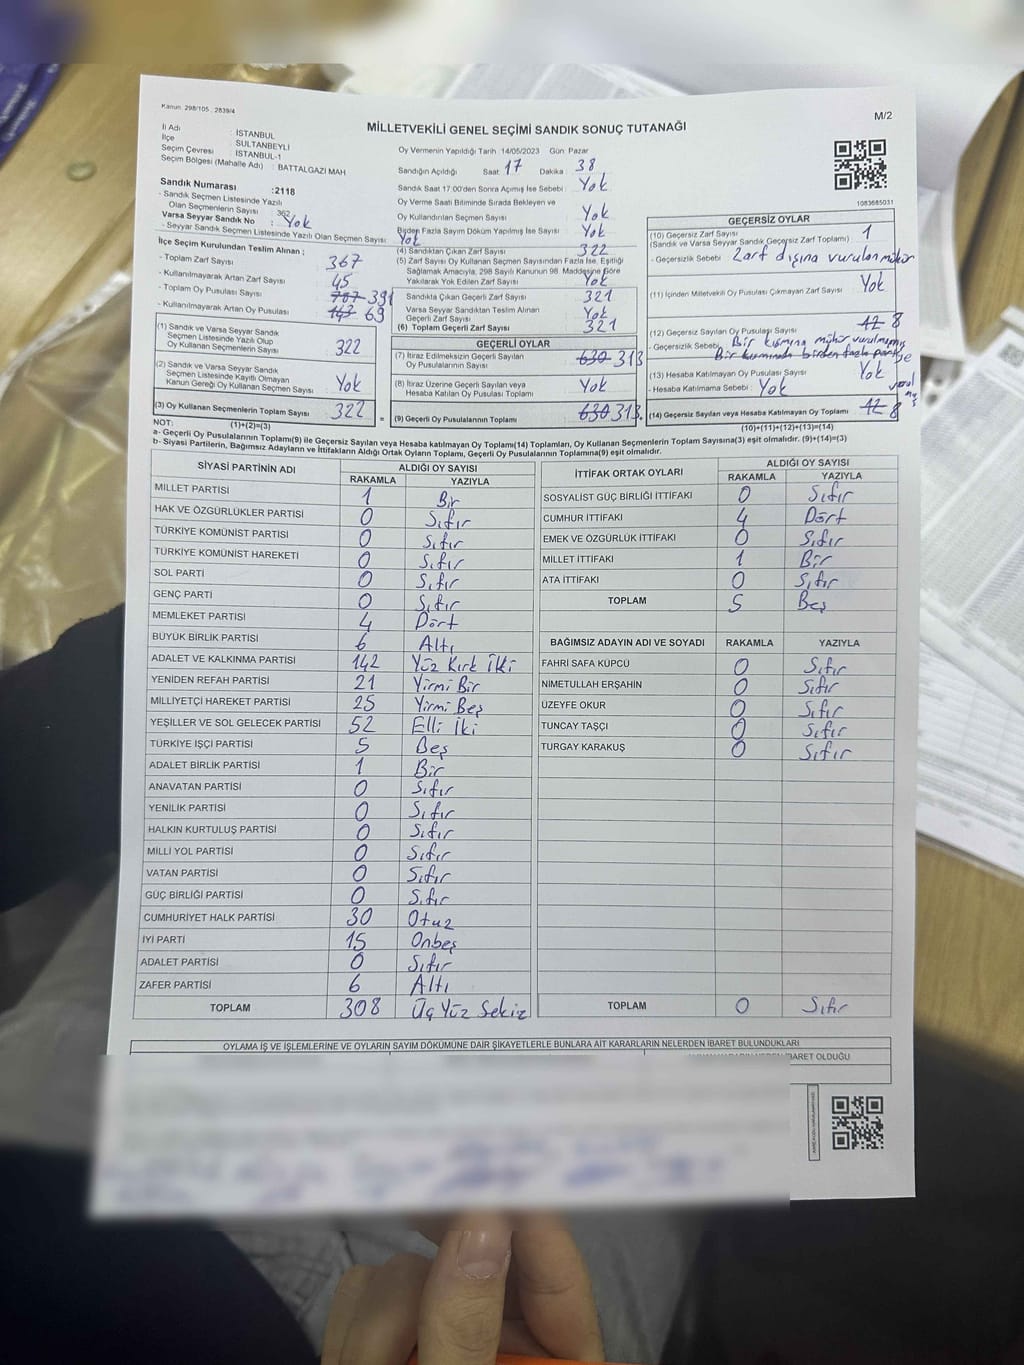 Kanun: 298/105 , 2839/4
M/2
MİLLETVEKİLİ GENEL SEÇİMİ SANDIK SONUÇ TUTANAĞI
İl Adı : İSTANBUL
İlçe : SULTANBEYLİ
Seçim Çevresi : İSTANBUL-1
Seçim Bölgesi (Mahalle Adı) : BATTALGAZİ MAH.
Sandık Numarası :2118
- Sandık Seçmen Listesinde Yazılı
Olan Seçmenlerin Sayısı : 362
Varsa Seyyar Sandık No : Yok
- Seyyar Sandık Seçmen Listesinde Yazılı Olan Seçmen Sayısı : Yok
İlçe Seçim Kurulundan Teslim Alınan ;
- Toplam Zarf Sayısı 367
- Kullanılmayarak Artan Zarf Sayısı 45
- Toplam Oy Pusulası Sayısı 391
- Kullanılmayarak Artan Oy Pusulası 143 69
(1) Sandık ve Varsa Seyyar Sandık
Seçmen Listesinde Yazılı Olup
Oy Kullanan Seçmenlerin Sayısı 322
(2) Sandık ve Varsa Seyyar Sandık
Seçmen Listesinde Kayıtlı Olmayan
Kanun Gereği Oy Kullanan Seçmen Sayısı Yok
(3) Oy Kullanan Seçmenlerin Toplam Sayısı 322 =
Oy Vermenin Yapıldığı Tarih :14/05/2023 Gün: Pazar
Sandığın Açıldığı Saat: 17 Dakika : 38
Sandık Saat 17:00'den Sonra Açılmış İse Sebebi : Yok
Oy Verme Saati Bitiminde Sırada Bekleyen ve
Oy Kullandırılan Seçmen Sayısı : Yok
Birden Fazla Sayım Döküm Yapılmış İse Sayısı : Yok
(4) Sandıktan Çıkan Zarf Sayısı : 322
(5) Zarf Sayısı Oy Kullanan Seçmen Sayısından Fazla İse, Eşitliği
Sağlamak Amacıyla, 298 Sayılı Kanunun 98. Maddesine Göre
Yakılarak Yok Edilen Zarf Sayısı : Yok
Sandıkta Çıkan Geçerli Zarf Sayısı : 321
Varsa Seyyar Sandıktan Teslim Alınan
Geçerli Zarf Sayısı : Yok
(6) Toplam Geçerli Zarf Sayısı : 321
GEÇERLİ OYLAR
(7) İtiraz Edilmeksizin Geçerli Sayılan
Oy Pusulalarının Sayısı : 630 313
(8) İtiraz Üzerine Geçerli Sayılan veya
Hesaba Katılan Oy Pusulası Toplamı : Yok
(9) Geçerli Oy Pusulalarının Toplamı : 630 313
1083685031
GEÇERSİZ OYLAR
(10) Geçersiz Zarf Sayısı : 1
(Sandık ve Varsa Seyyar Sandık Geçersiz Zarf Toplamı)
- Geçersizlik Sebebi : Zarf dışına vurulan mühür
(11) İçinden Milletvekili Oy Pusulası Çıkmayan Zarf Sayısı : Yok
(12) Geçersiz Sayılan Oy Pusulası Sayısı : 12 8
- Geçersizlik Sebebi : Bir kısmına mühür vurulmamış
Bir kısmında birden fazla partiye
(13) Hesaba Katılmayan Oy Pusulası Sayısı : Yok
- Hesaba Katılmama Sebebi : Yok
(14) Geçersiz Sayılan veya Hesaba Katılmayan Oy Toplamı : 12 8
NOT: (1)+(2)=(3) (10)+(11)+(12)+(13)=(14)
a- Geçerli Oy Pusulalarının Toplamı(9) ile Geçersiz Sayılan veya Hesaba katılmayan Oy Toplamı(14) Toplamları, Oy Kullanan Seçmenlerin Toplam Sayısına(3) eşit olmalıdır. (9)+(14)=(3)
b- Siyasi Partilerin, Bağımsız Adayların ve İttifakların Aldığı Ortak Oyların Toplamı, Geçerli Oy Pusulalarının Toplamına(9) eşit olmalıdır.
SİYASİ PARTİNİN ADI ALDIĞI OY SAYISI
RAKAMLA YAZIYLA
MİLLET PARTİSİ 1 Bir
HAK VE ÖZGÜRLÜKLER PARTİSİ 0 Sıfır
TÜRKİYE KOMÜNİST PARTİSİ 0 Sıfır
TÜRKİYE KOMÜNİST HAREKETİ 0 Sıfır
SOL PARTİ 0 Sıfır
GENÇ PARTİ 0 Sıfır
MEMLEKET PARTİSİ 4 Dört
BÜYÜK BİRLİK PARTİSİ 6 Altı
ADALET VE KALKINMA PARTİSİ 142 Yüz Kırk İki
YENİDEN REFAH PARTİSİ 21 Yirmi Bir
MİLLİYETÇİ HAREKET PARTİSİ 25 Yirmi Beş
YEŞİLLER VE SOL GELECEK PARTİSİ 52 Elli İki
TÜRKİYE İŞÇİ PARTİSİ 5 Beş
ADALET BİRLİK PARTİSİ 1 Bir
ANAVATAN PARTİSİ 0 Sıfır
YENİLİK PARTİSİ 0 Sıfır
HALKIN KURTULUŞ PARTİSİ 0 Sıfır
MİLLİ YOL PARTİSİ 0 Sıfır
VATAN PARTİSİ 0 Sıfır
GÜÇ BİRLİĞİ PARTİSİ 0 Sıfır
CUMHURİYET HALK PARTİSİ 30 Otuz
İYİ PARTİ 15 Onbeş
ADALET PARTİSİ 0 Sıfır
ZAFER PARTİSİ 6 Altı
TOPLAM 308 Üç Yüz Sekiz
İTTİFAK ORTAK OYLARI ALDIĞI OY SAYISI
RAKAMLA YAZIYLA
SOSYALİST GÜÇ BİRLİĞİ İTTİFAKI 0 Sıfır
CUMHUR İTTİFAKI 4 Dört
EMEK VE ÖZGÜRLÜK İTTİFAKI 0 Sıfır
MİLLET İTTİFAKI 1 Bir
ATA İTTİFAKI 0 Sıfır
TOPLAM 5 Beş
BAĞIMSIZ ADAYIN ADI VE SOYADI RAKAMLA YAZIYLA
FAHRİ SAFA KÜPCÜ 0 Sıfır
NİMETULLAH ERŞAHİN 0 Sıfır
ÜZEYFE OKUR 0 Sıfır
TUNCAY TAŞÇI 0 Sıfır
TURGAY KARAKUŞ 0 Sıfır
TOPLAM 0 Sıfır
OYLAMA İŞ VE İŞLEMLERİNE VE OYLARIN SAYIM DÖKÜMÜNE DAİR ŞİKAYETLERLE BUNLARA AİT KARARLARIN NELERDEN İBARET BULUNDUKLARI
İBARET OLDUĞU